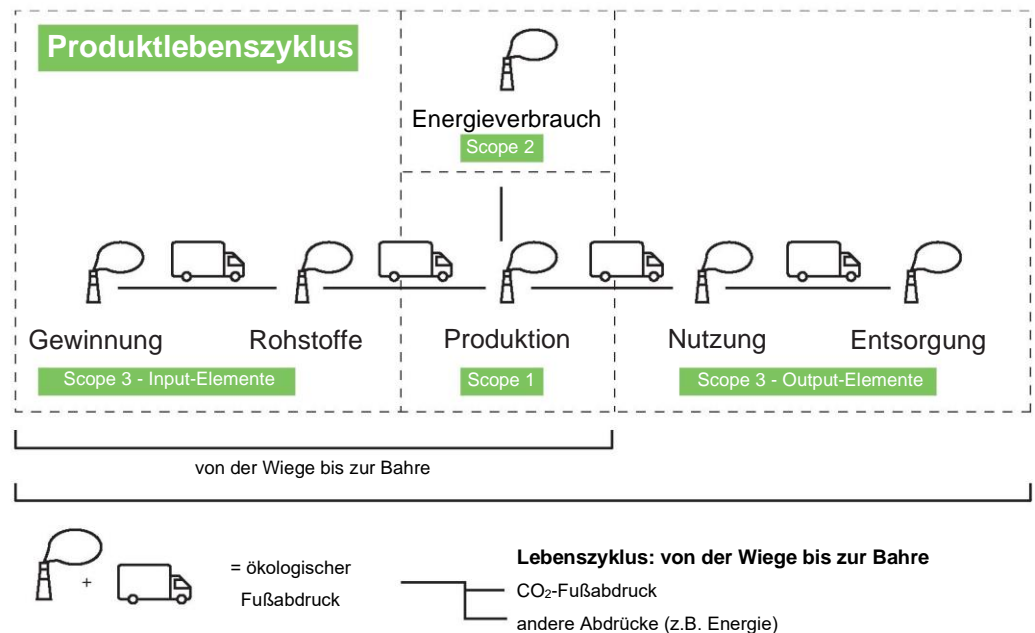 Produktlebenszyklus
Energieverbrauch
Scope 2
Gewinnung
Rohstoffe
Produktion
Nutzung
Entsorgung
Scope 3 - Input-Elemente
Scope 1
Scope 3 - Output-Elemente
von der Wiege bis zur Bahre
+
= ökologischer
Fußabdruck
Lebenszyklus: von der Wiege bis zur Bahre
CO₂-Fußabdruck
andere Abdrücke (z.B. Energie)